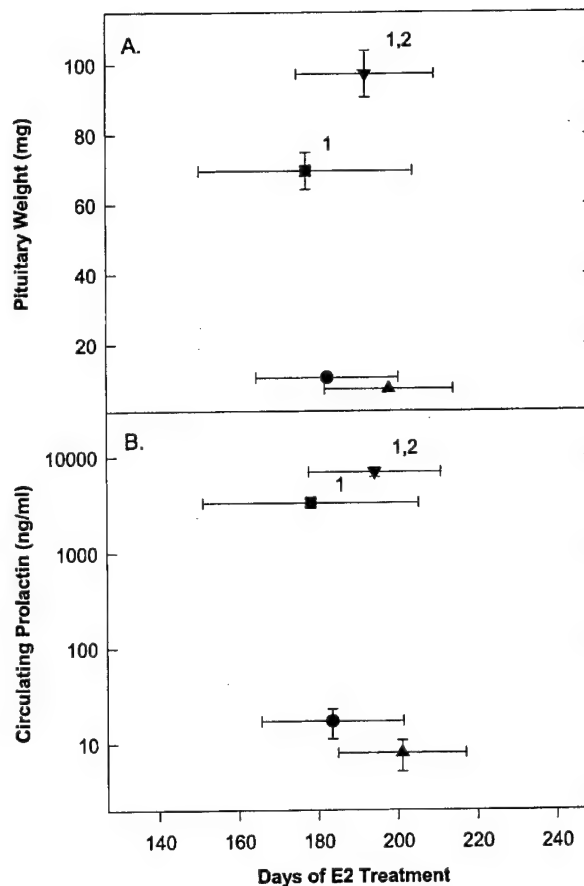 A.
1,2
100
80
1
60
40
20
Pituitary Weight (mg)
B.
1,2
10000
1
1000
100
10
Circulating Prolactin (ng/ml)
140 160 180 200 220 240
Days of E2 Treatment